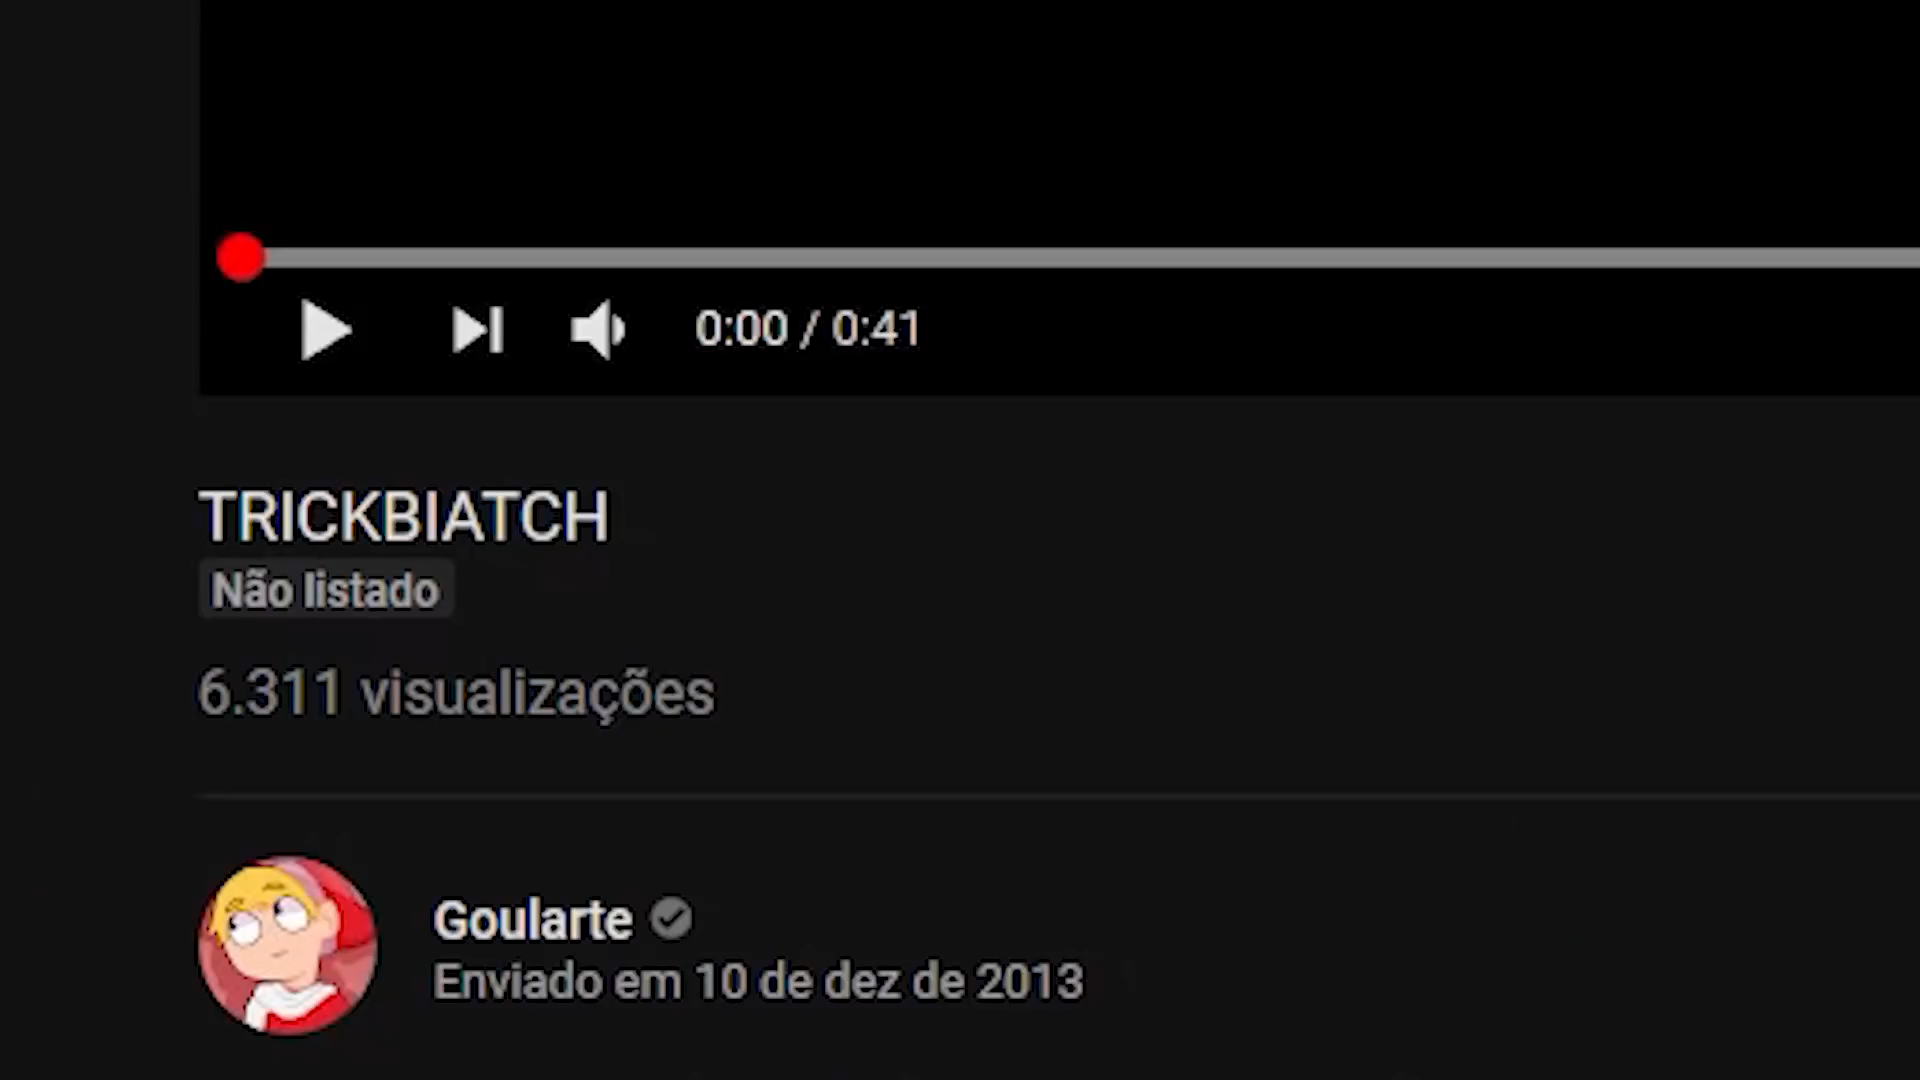 0:00 / 0:41
TRICKBIATCH
Não listado
6.311 visualizações
Goularte
Enviado em 10 de dez de 2013